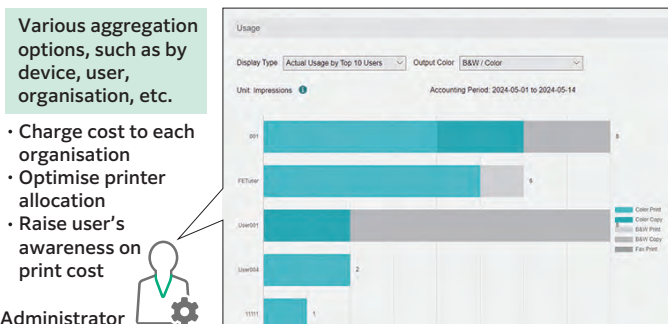 Various aggregation
options, such as by
device, user,
organisation, etc.
· Charge cost to each
organisation
· Optimise printer
allocation
· Raise user's
awareness on
print cost
Administrator
Usage
Display Type Actual Usage by Top 10 Users Output Color B&W / Color
Unit: Impressions Accounting Period: 2024-05-01 to 2024-05-14
001 8
FETuner 6
User001
User004 2
11111 1
Color Print
Color Copy
B&W Print
B&W Copy
Fax Print